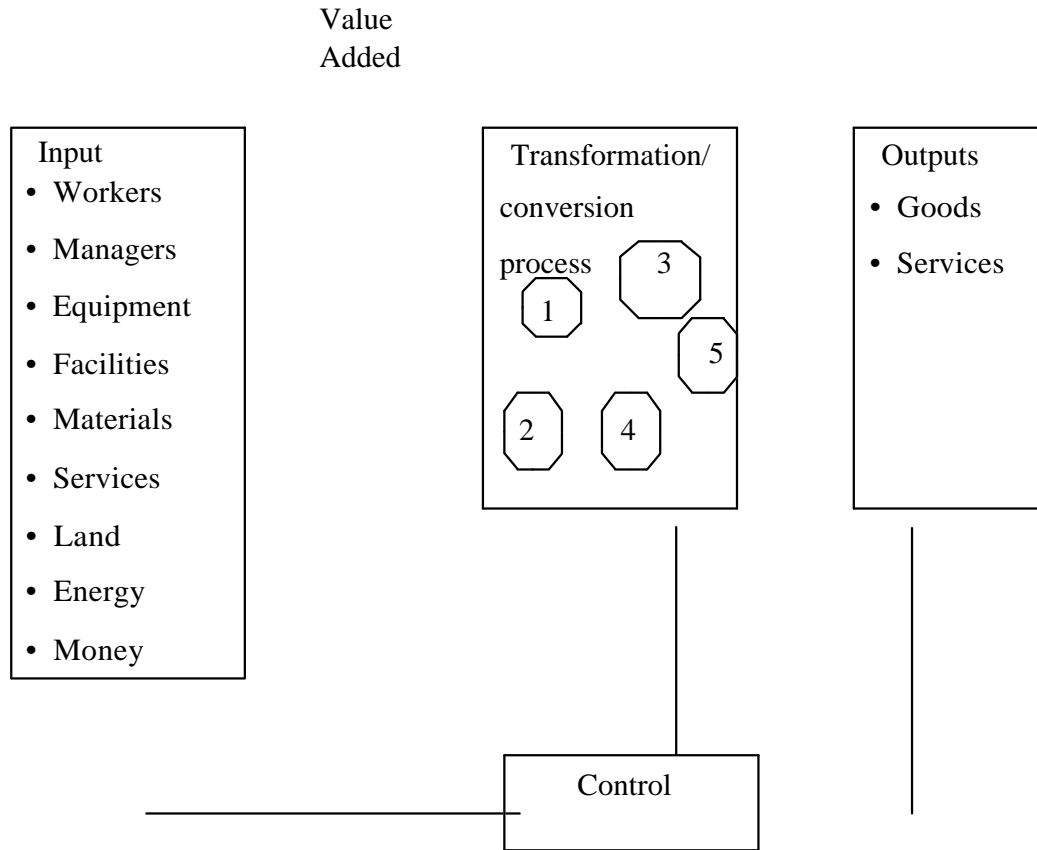 Value
Added
Input
• Workers
• Managers
• Equipment
• Facilities
• Materials
• Services
• Land
• Energy
• Money
Transformation/
conversion
process
3
1
5
2
4
Outputs
• Goods
• Services
Control